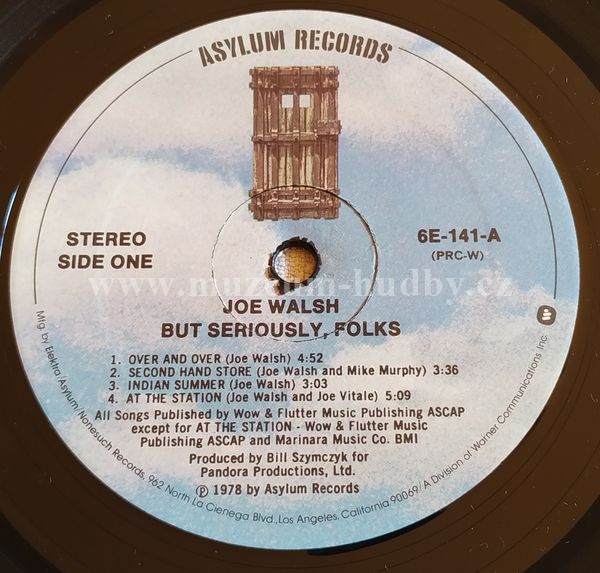 ASYLUM RECORDS
STEREO
SIDE ONE
6E-141-A
(PRC-W)
www.muzeum-hudby.cz
JOE WALSH
BUT SERIOUSLY, FOLKS
1. OVER AND OVER (Joe Walsh) 4:52
2. SECOND HAND STORE (Joe Walsh and Mike Murphy) 3:36
3. INDIAN SUMMER (Joe Walsh) 3:03
4. AT THE STATION (Joe Walsh and Joe Vitale) 5:09
All Songs Published by Wow & Flutter Music Publishing ASCAP
except for AT THE STATION - Wow & Flutter Music
Publishing ASCAP and Marinara Music Co. BMI
Produced by Bill Szymczyk for
Pandora Productions, Ltd.
℗ 1978 by Asylum Records
Mfg. by Elektra/Asylum/Nonesuch Records, 962 North La Cienega Blvd., Los Angeles, California 90069/A Division of Warner Communications Inc.